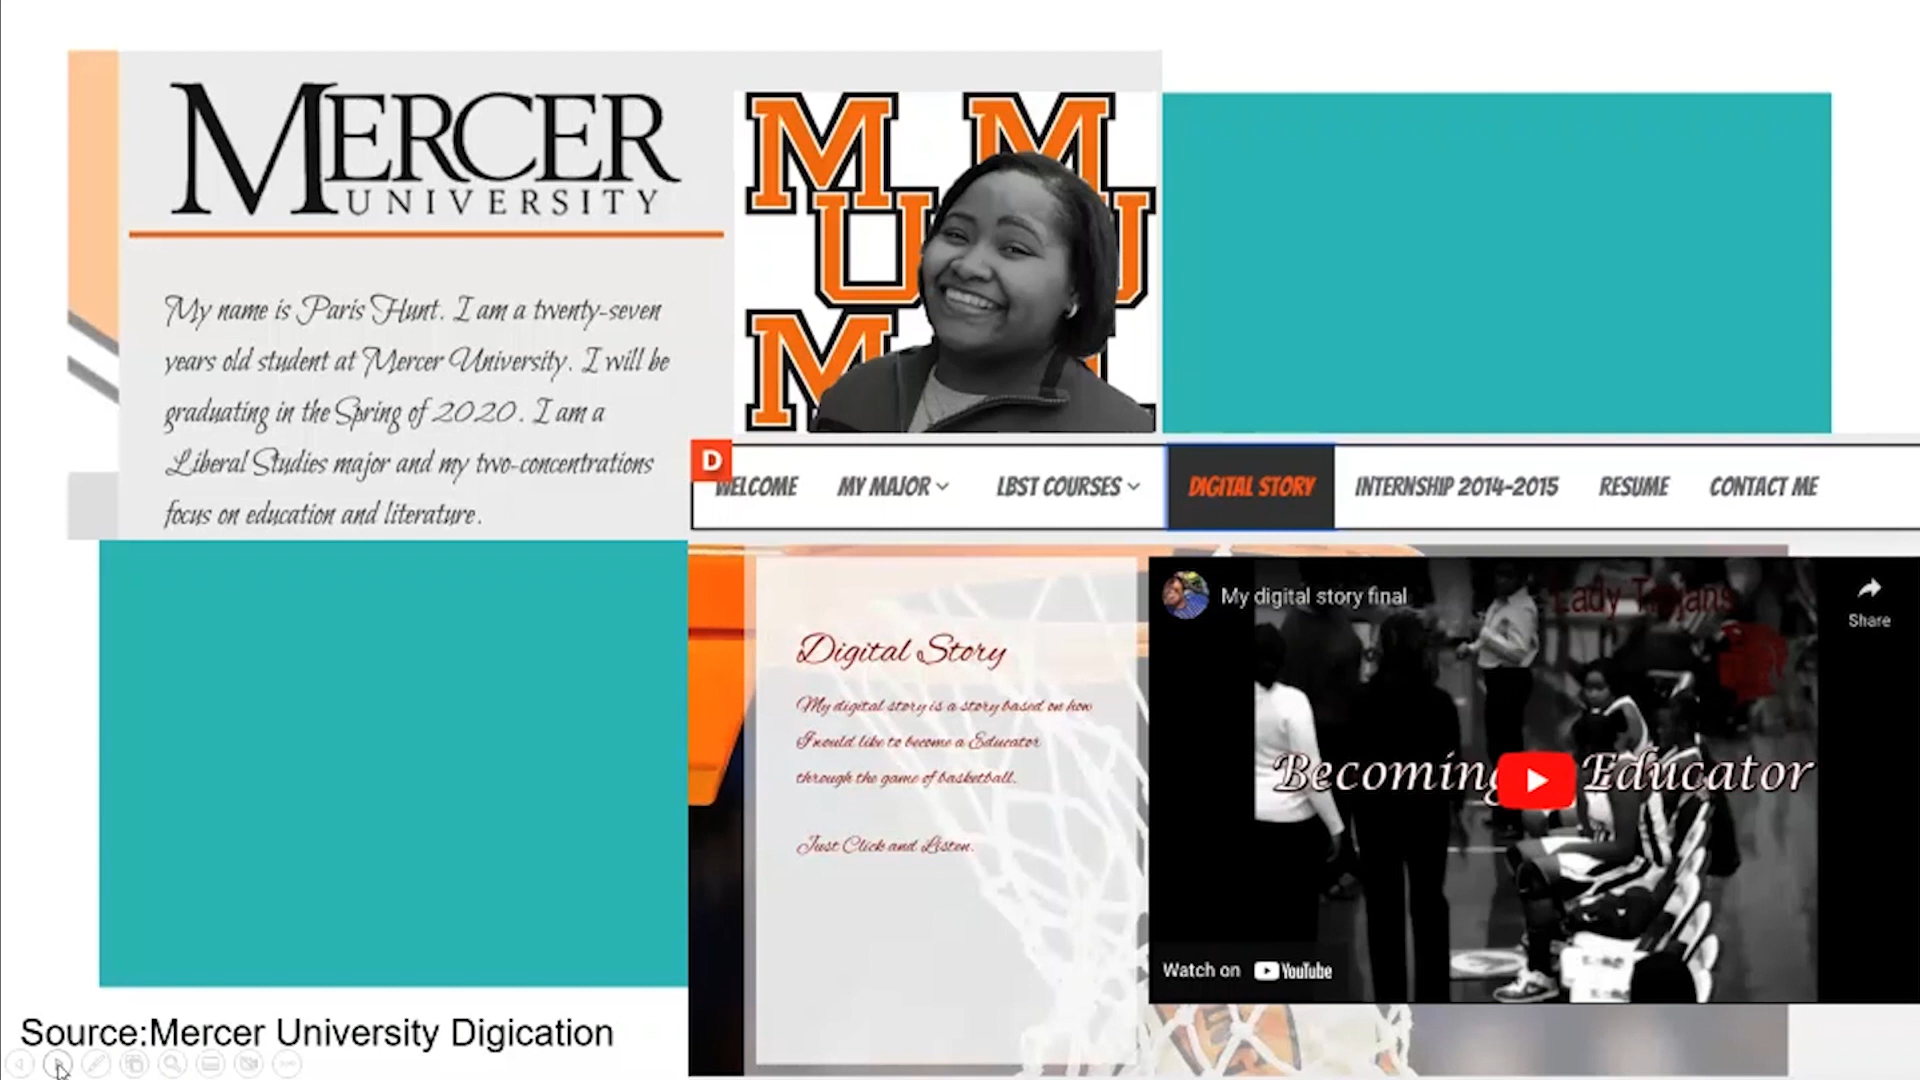 MERCER
UNIVERSITY
My name is Paris Hunt. I am a twenty-seven
years old student at Mercer University. I will be
graduating in the Spring of 2020. I am a
Liberal Studies major and my two-concentrations
focus on education and literature.
M M
U U
M
D
WELCOME MY MAJOR LBST COURSES DIGITAL STORY INTERNSHIP 2014-2015 RESUME CONTACT ME
Digital Story
My digital story is a story based on how
I would like to become a Educator
through the game of basketball.
Just Click and Listen.
My digital story final
Lady Trojans
Share
Becoming Educator
Watch on YouTube
Source:Mercer University Digication